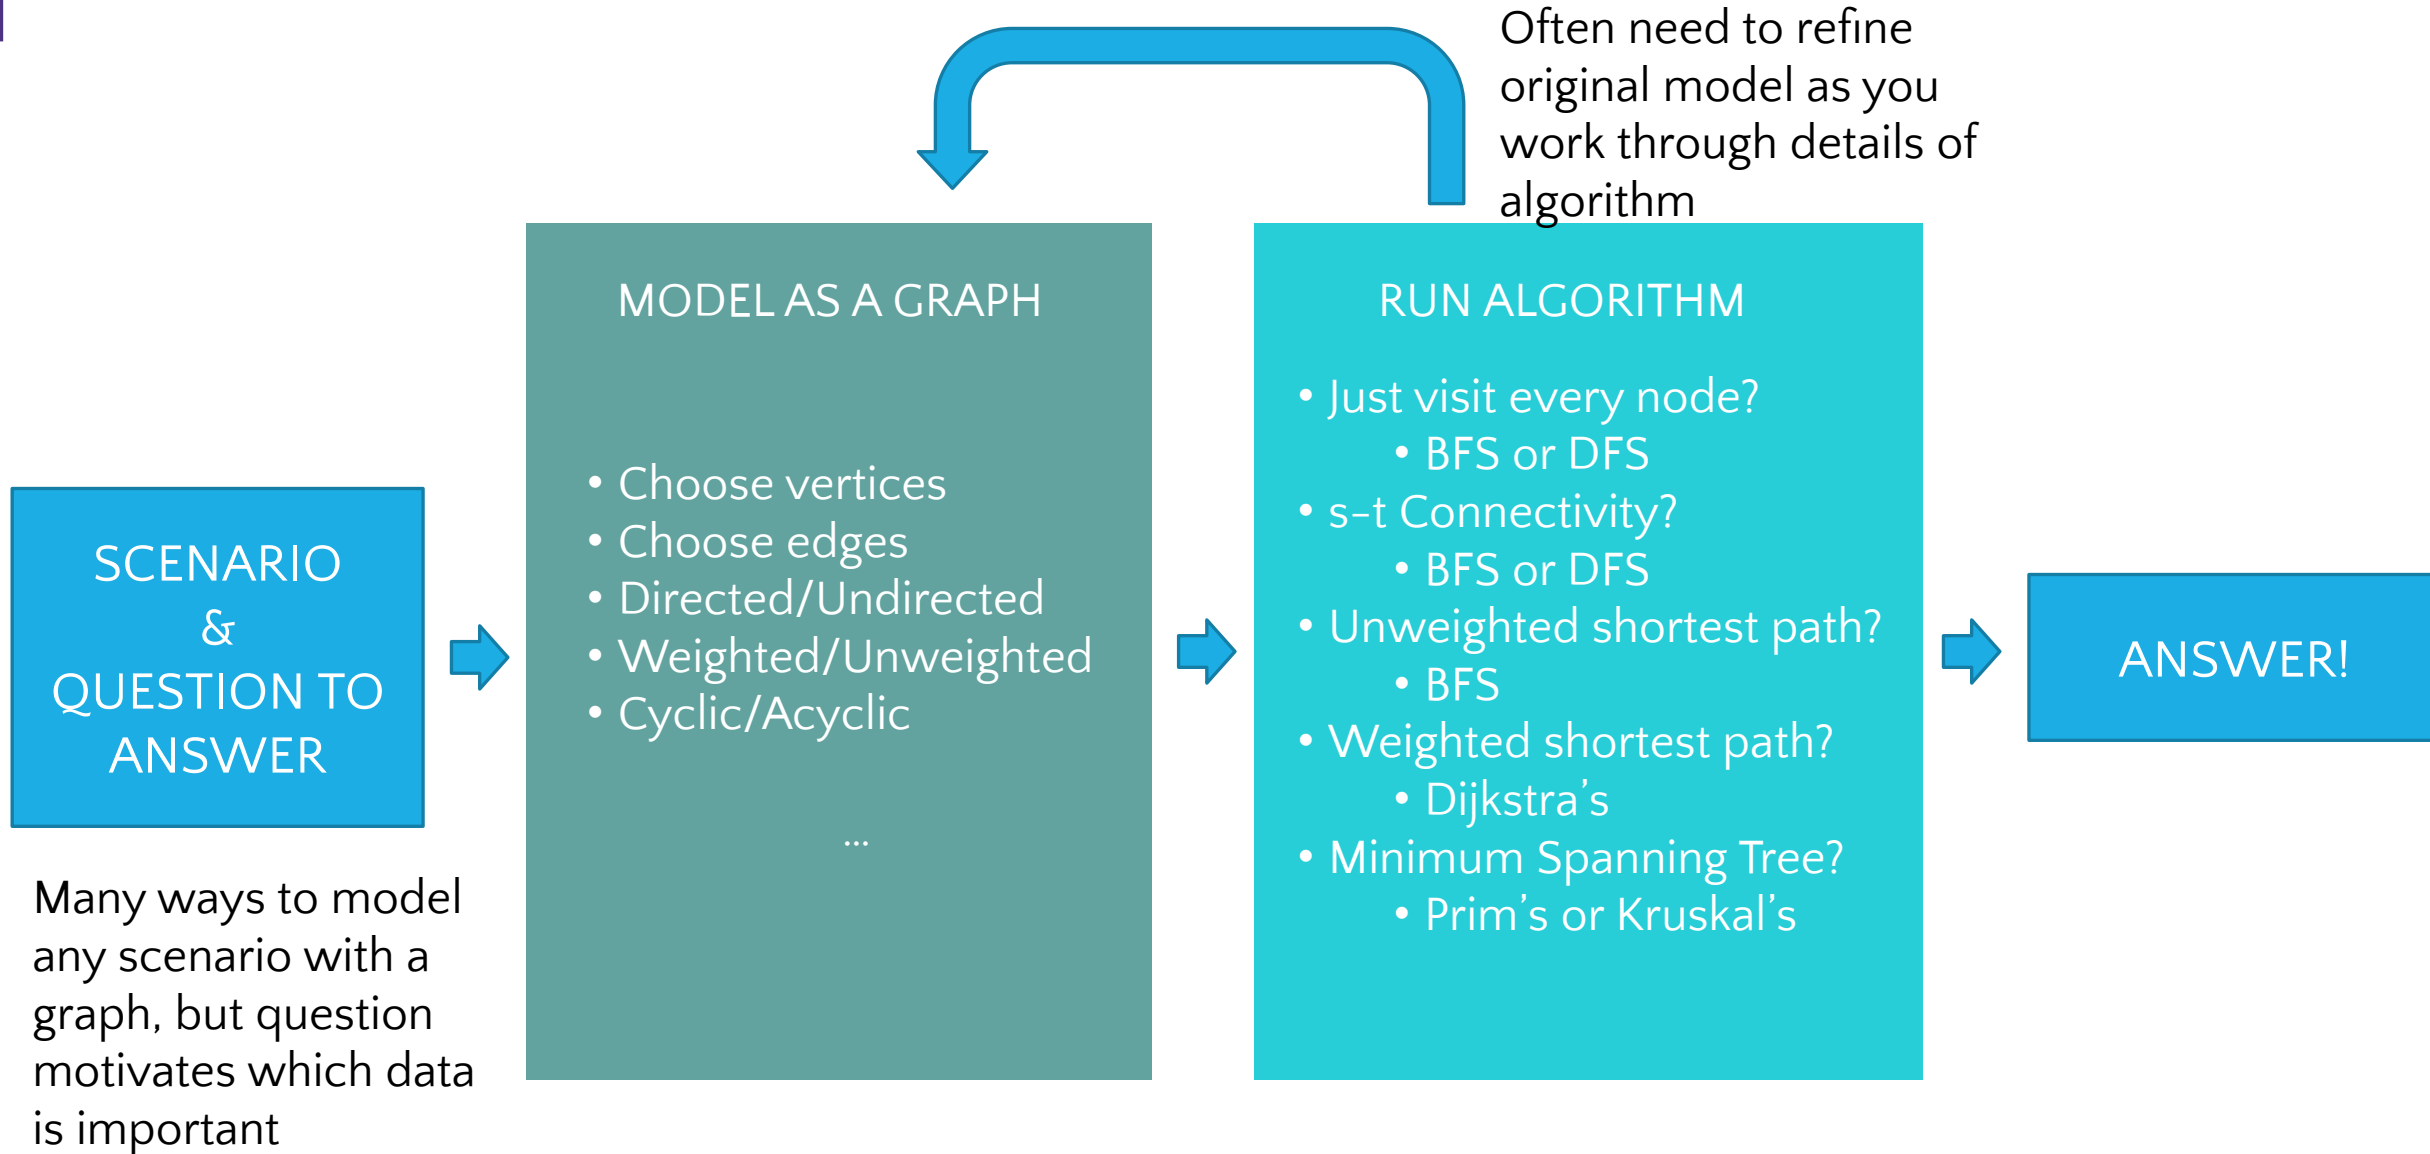 Often need to refine
original model as you
work through details of
algorithm
SCENARIO
&
QUESTION TO
ANSWER
Many ways to model
any scenario with a
graph, but question
motivates which data
is important
MODEL AS A GRAPH
• Choose vertices
• Choose edges
• Directed/Undirected
• Weighted/Unweighted
• Cyclic/Acyclic
...
RUN ALGORITHM
• Just visit every node?
• BFS or DFS
• s-t Connectivity?
• BFS or DFS
• Unweighted shortest path?
• BFS
• Weighted shortest path?
• Dijkstra’s
• Minimum Spanning Tree?
• Prim’s or Kruskal’s
ANSWER!